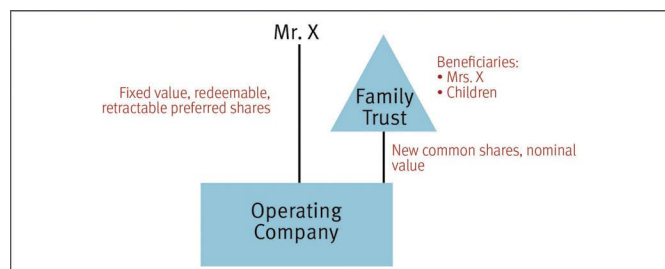 Mr. X
Fixed value, redeemable,
retractable preferred shares
Family
Trust
Beneficiaries:
• Mrs. X
• Children
New common shares, nominal
value
Operating
Company